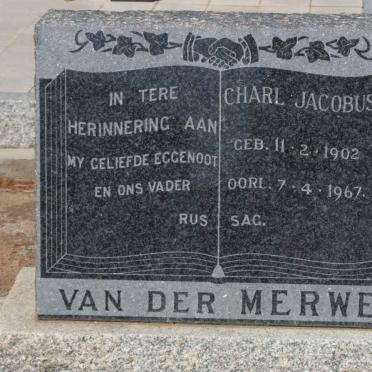 IN TERE
HERINNERING AAN
MY GELIEFDE EGGENOOT
EN ONS VADER
RUS SAG.
CHARL JACOBUS
GEB. 11·2·1902
OORL. 7·4·1967.
VAN DER MERWE